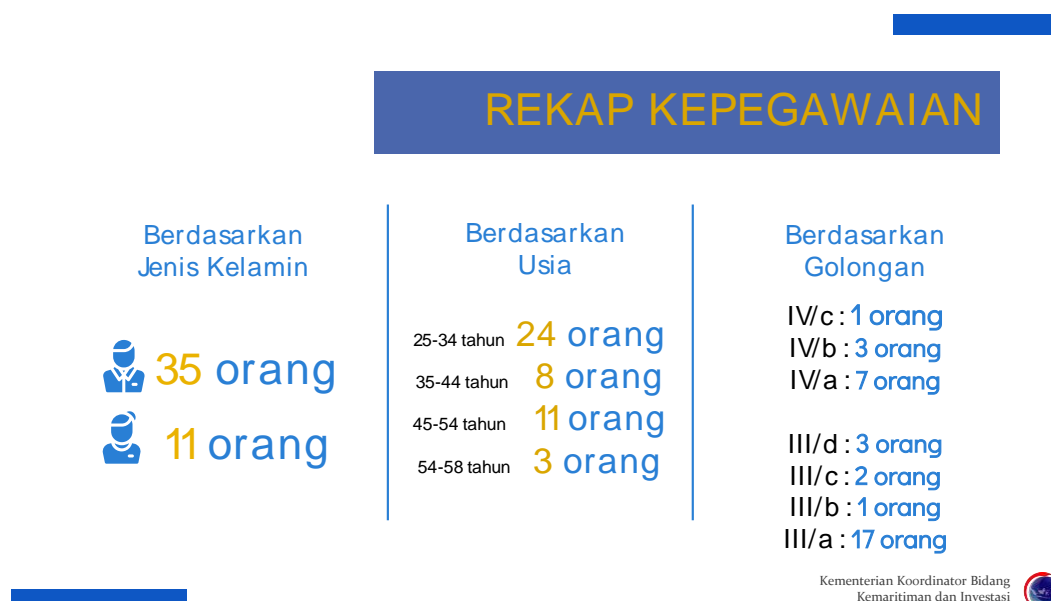 REKAP KEPEGAWAIAN
Berdasarkan
Jenis Kelamin
35 orang
11 orang
Berdasarkan
Usia
25-34 tahun 24 orang
35-44 tahun 8 orang
45-54 tahun 11 orang
54-58 tahun 3 orang
Berdasarkan
Golongan
IV/c : 1 orang
IV/b : 3 orang
IV/a : 7 orang
III/d : 3 orang
III/c : 2 orang
III/b : 1 orang
III/a : 17 orang
Kementerian Koordinator Bidang
Kemaritiman dan Investasi